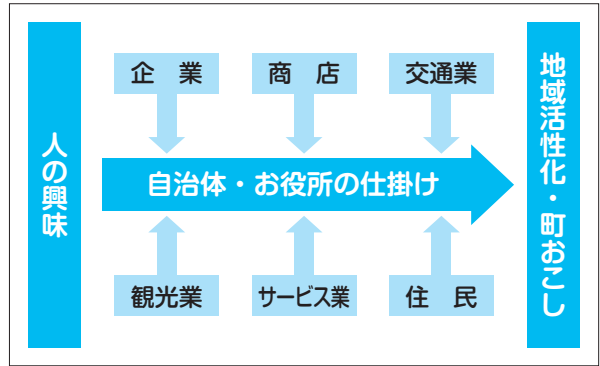 人の興味
企　業
商　店
交通業
自治体・お役所の仕掛け
観光業
サービス業
住　民
地域活性化・町おこし